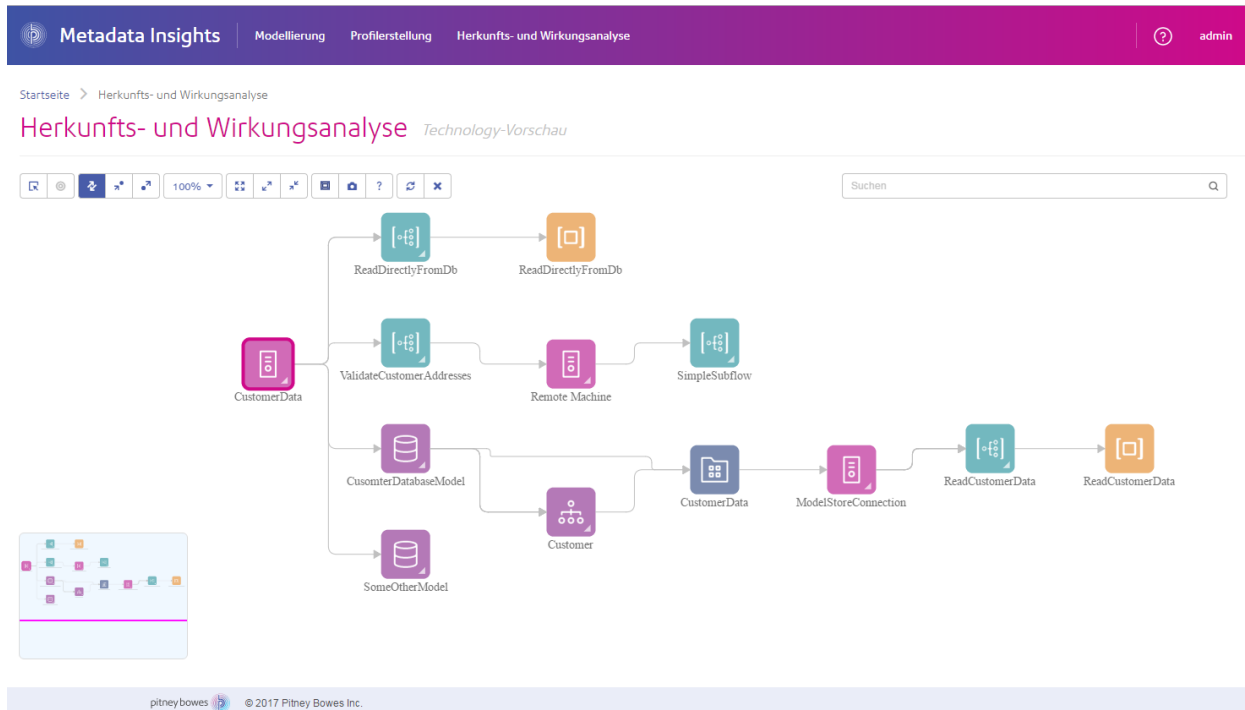 Metadata Insights Modellierung Profilerstellung Herkunfts- und Wirkungsanalyse ? admin
Startseite > Herkunfts- und Wirkungsanalyse
Herkunfts- und Wirkungsanalyse Technology-Vorschau
100% ? Suchen
ReadDirectlyFromDb ReadDirectlyFromDb
ValidateCustomerAddresses SimpleSubflow
CustomerData Remote Machine
CusomterDatabaseModel ReadCustomerData ReadCustomerData
CustomerData ModelStoreConnection
Customer
SomeOtherModel
pitney bowes © 2017 Pitney Bowes Inc.